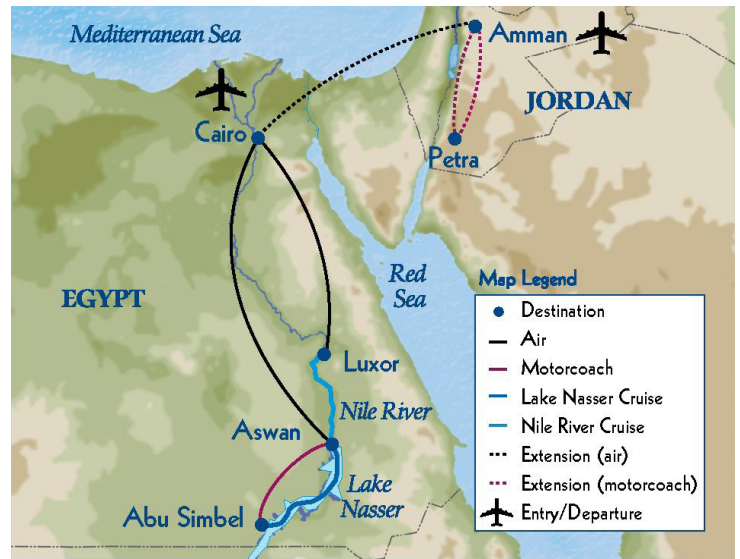 Mediterranean Sea
Amman
JORDAN
Cairo
Petra
Red
Sea
EGYPT
Luxor
Nile River
Aswan
Lake
Nasser
Abu Simbel
Map Legend
Destination
Air
Motorcoach
Lake Nasser Cruise
Nile River Cruise
Extension (air)
Extension (motorcoach)
Entry/Departure